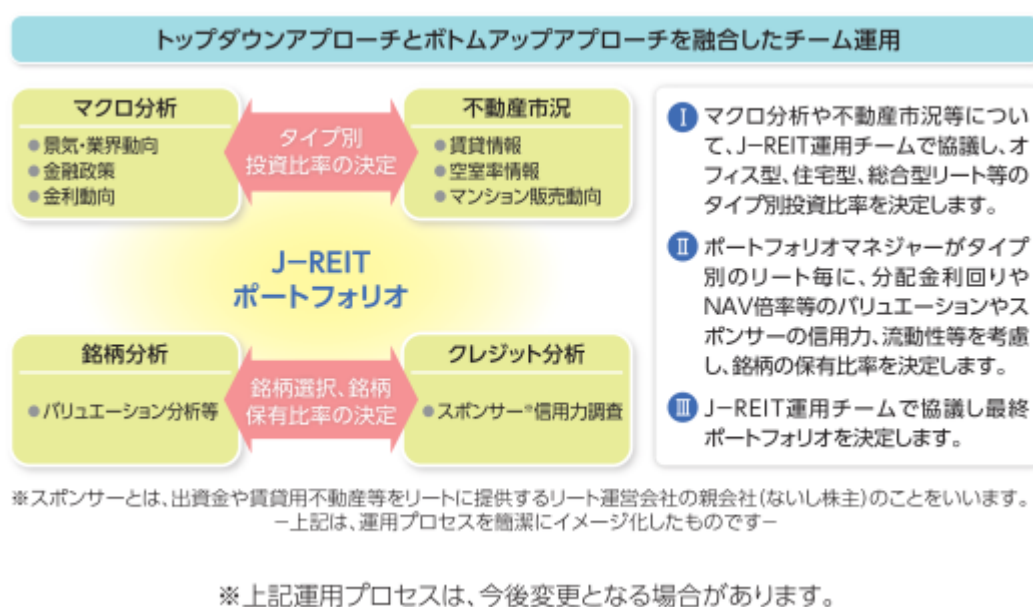 トップダウンアプローチとボトムアップアプローチを融合したチーム運用
マクロ分析
●景気・業界動向
●金融政策
●金利動向
タイプ別
投資比率の決定
不動産市況
●賃貸情報
●空室率情報
●マンション販売動向
J−REIT
ポートフォリオ
銘柄分析
●バリュエーション分析等
銘柄選択、銘柄
保有比率の決定
クレジット分析
●スポンサー※信用力調査
Ⅰ マクロ分析や不動産市況等につい
て、J−REIT運用チームで協議し、オ
フィス型、住宅型、総合型リート等の
タイプ別投資比率を決定します。
Ⅱ ポートフォリオマネジャーがタイプ
別のリート毎に、分配金利回りや
NAV倍率等のバリュエーションやス
ポンサーの信用力、流動性等を考慮
し、銘柄の保有比率を決定します。
Ⅲ J−REIT運用チームで協議し最終
ポートフォリオを決定します。
※スポンサーとは、出資金や賃貸用不動産等をリートに提供するリート運営会社の親会社(ないし株主)のことをいいます。
−上記は、運用プロセスを簡潔にイメージ化したものです−
※上記運用プロセスは、今後変更となる場合があります。